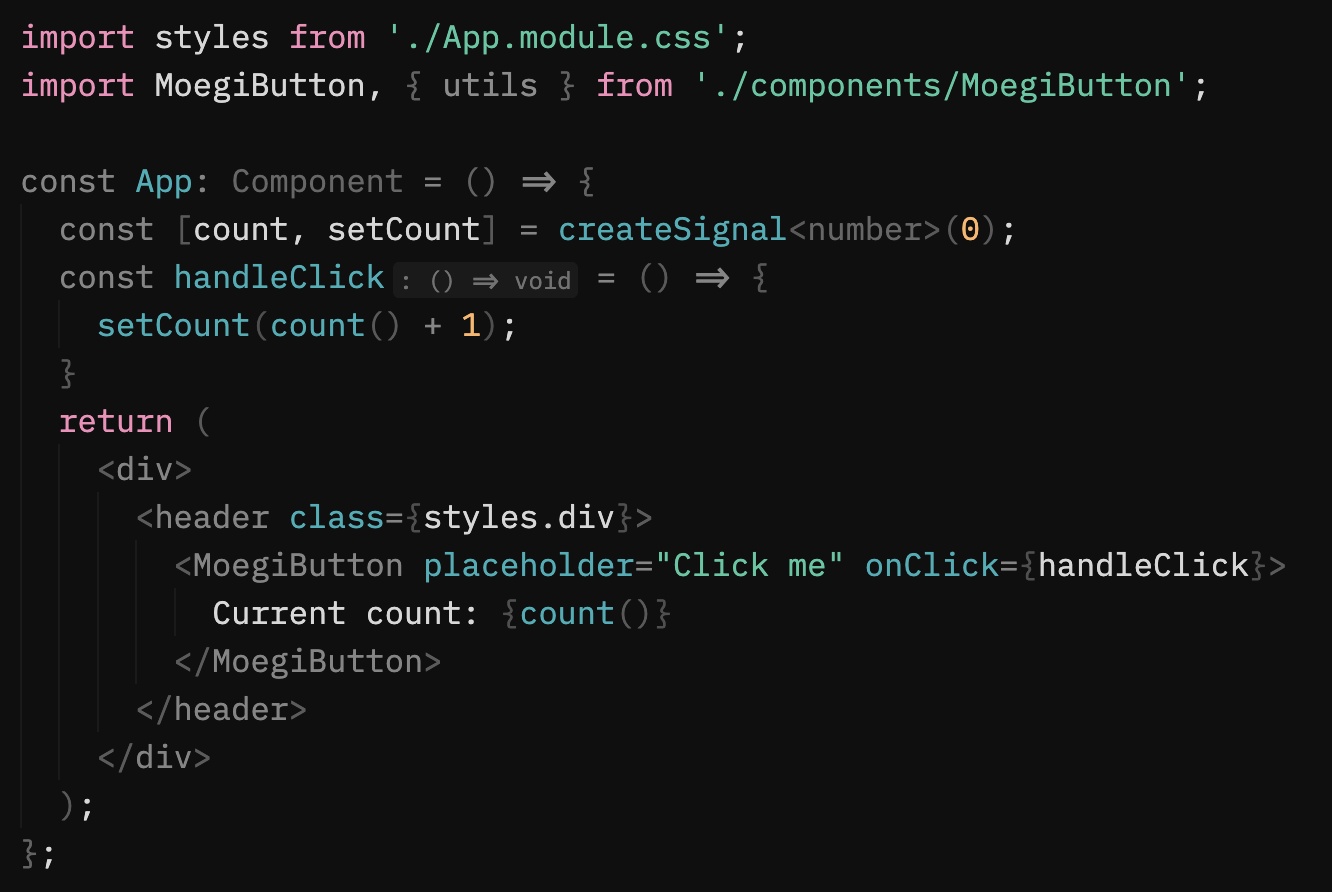 import styles from './App.module.css';
import MoegiButton, { utils } from './components/MoegiButton';
const App: Component = () => {
const [count, setCount] = createSignal<number>(0);
const handleClick : () => void = () => {
setCount(count() + 1);
}
return (
<div>
<header class={styles.div}>
<MoegiButton placeholder="Click me" onClick={handleClick}>
Current count: {count()}
</MoegiButton>
</header>
</div>
);
};